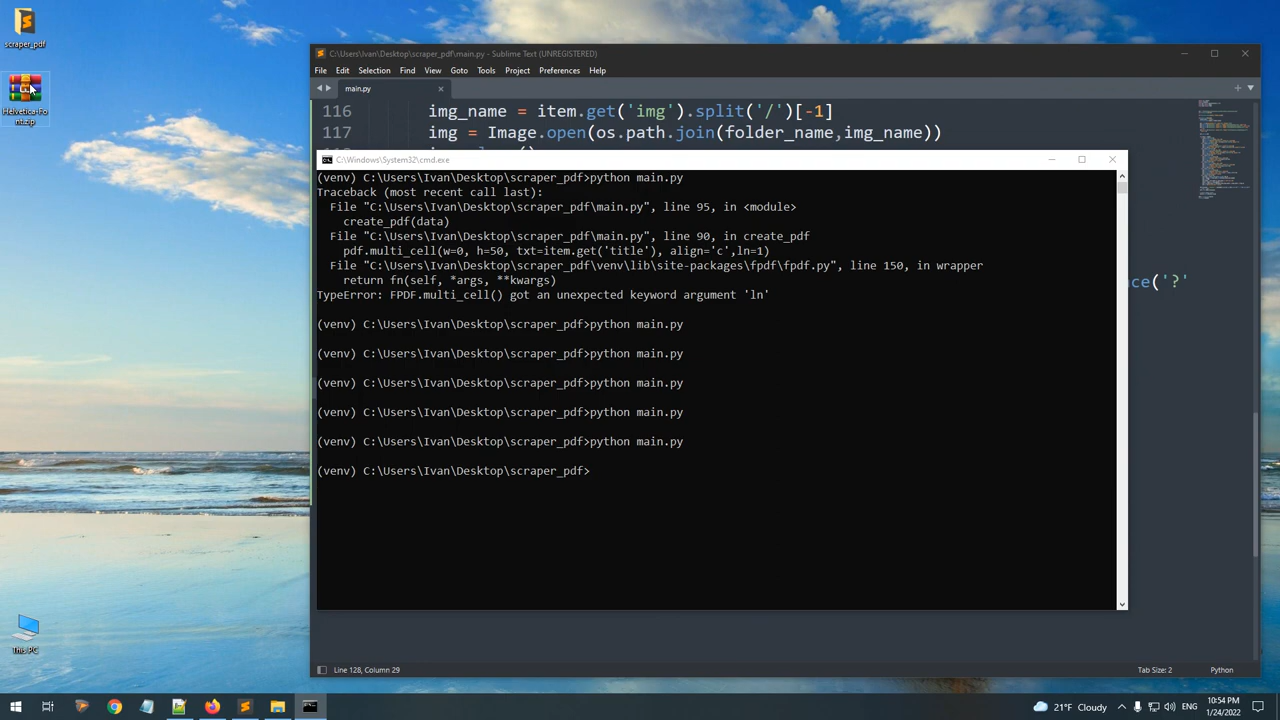 scraper_pdf
Helvetica-Fo
nt.zip
This PC
C:\Users\Ivan\Desktop\scraper_pdf\main.py - Sublime Text (UNREGISTERED)
File Edit Selection Find View Goto Tools Project Preferences Help
main.py
116 img_name = item.get('img').split('/')[-1]
117 img = Image.open(os.path.join(folder_name,img_name))
C:\Windows\System32\cmd.exe
(venv) C:\Users\Ivan\Desktop\scraper_pdf>python main.py
Traceback (most recent call last):
File "C:\Users\Ivan\Desktop\scraper_pdf\main.py", line 95, in <module>
create_pdf(data)
File "C:\Users\Ivan\Desktop\scraper_pdf\main.py", line 90, in create_pdf
pdf.multi_cell(w=0, h=50, txt=item.get('title'), align='c',ln=1)
File "C:\Users\Ivan\Desktop\scraper_pdf\venv\lib\site-packages\fpdf\fpdf.py", line 150, in wrapper
return fn(self, *args, **kwargs)
TypeError: FPDF.multi_cell() got an unexpected keyword argument 'ln'
(venv) C:\Users\Ivan\Desktop\scraper_pdf>python main.py
(venv) C:\Users\Ivan\Desktop\scraper_pdf>python main.py
(venv) C:\Users\Ivan\Desktop\scraper_pdf>python main.py
(venv) C:\Users\Ivan\Desktop\scraper_pdf>python main.py
(venv) C:\Users\Ivan\Desktop\scraper_pdf>python main.py
(venv) C:\Users\Ivan\Desktop\scraper_pdf>
ce('?'
Line 128, Column 29
Tab Size: 2 Python
21°F Cloudy ENG
10:54 PM
1/24/2022